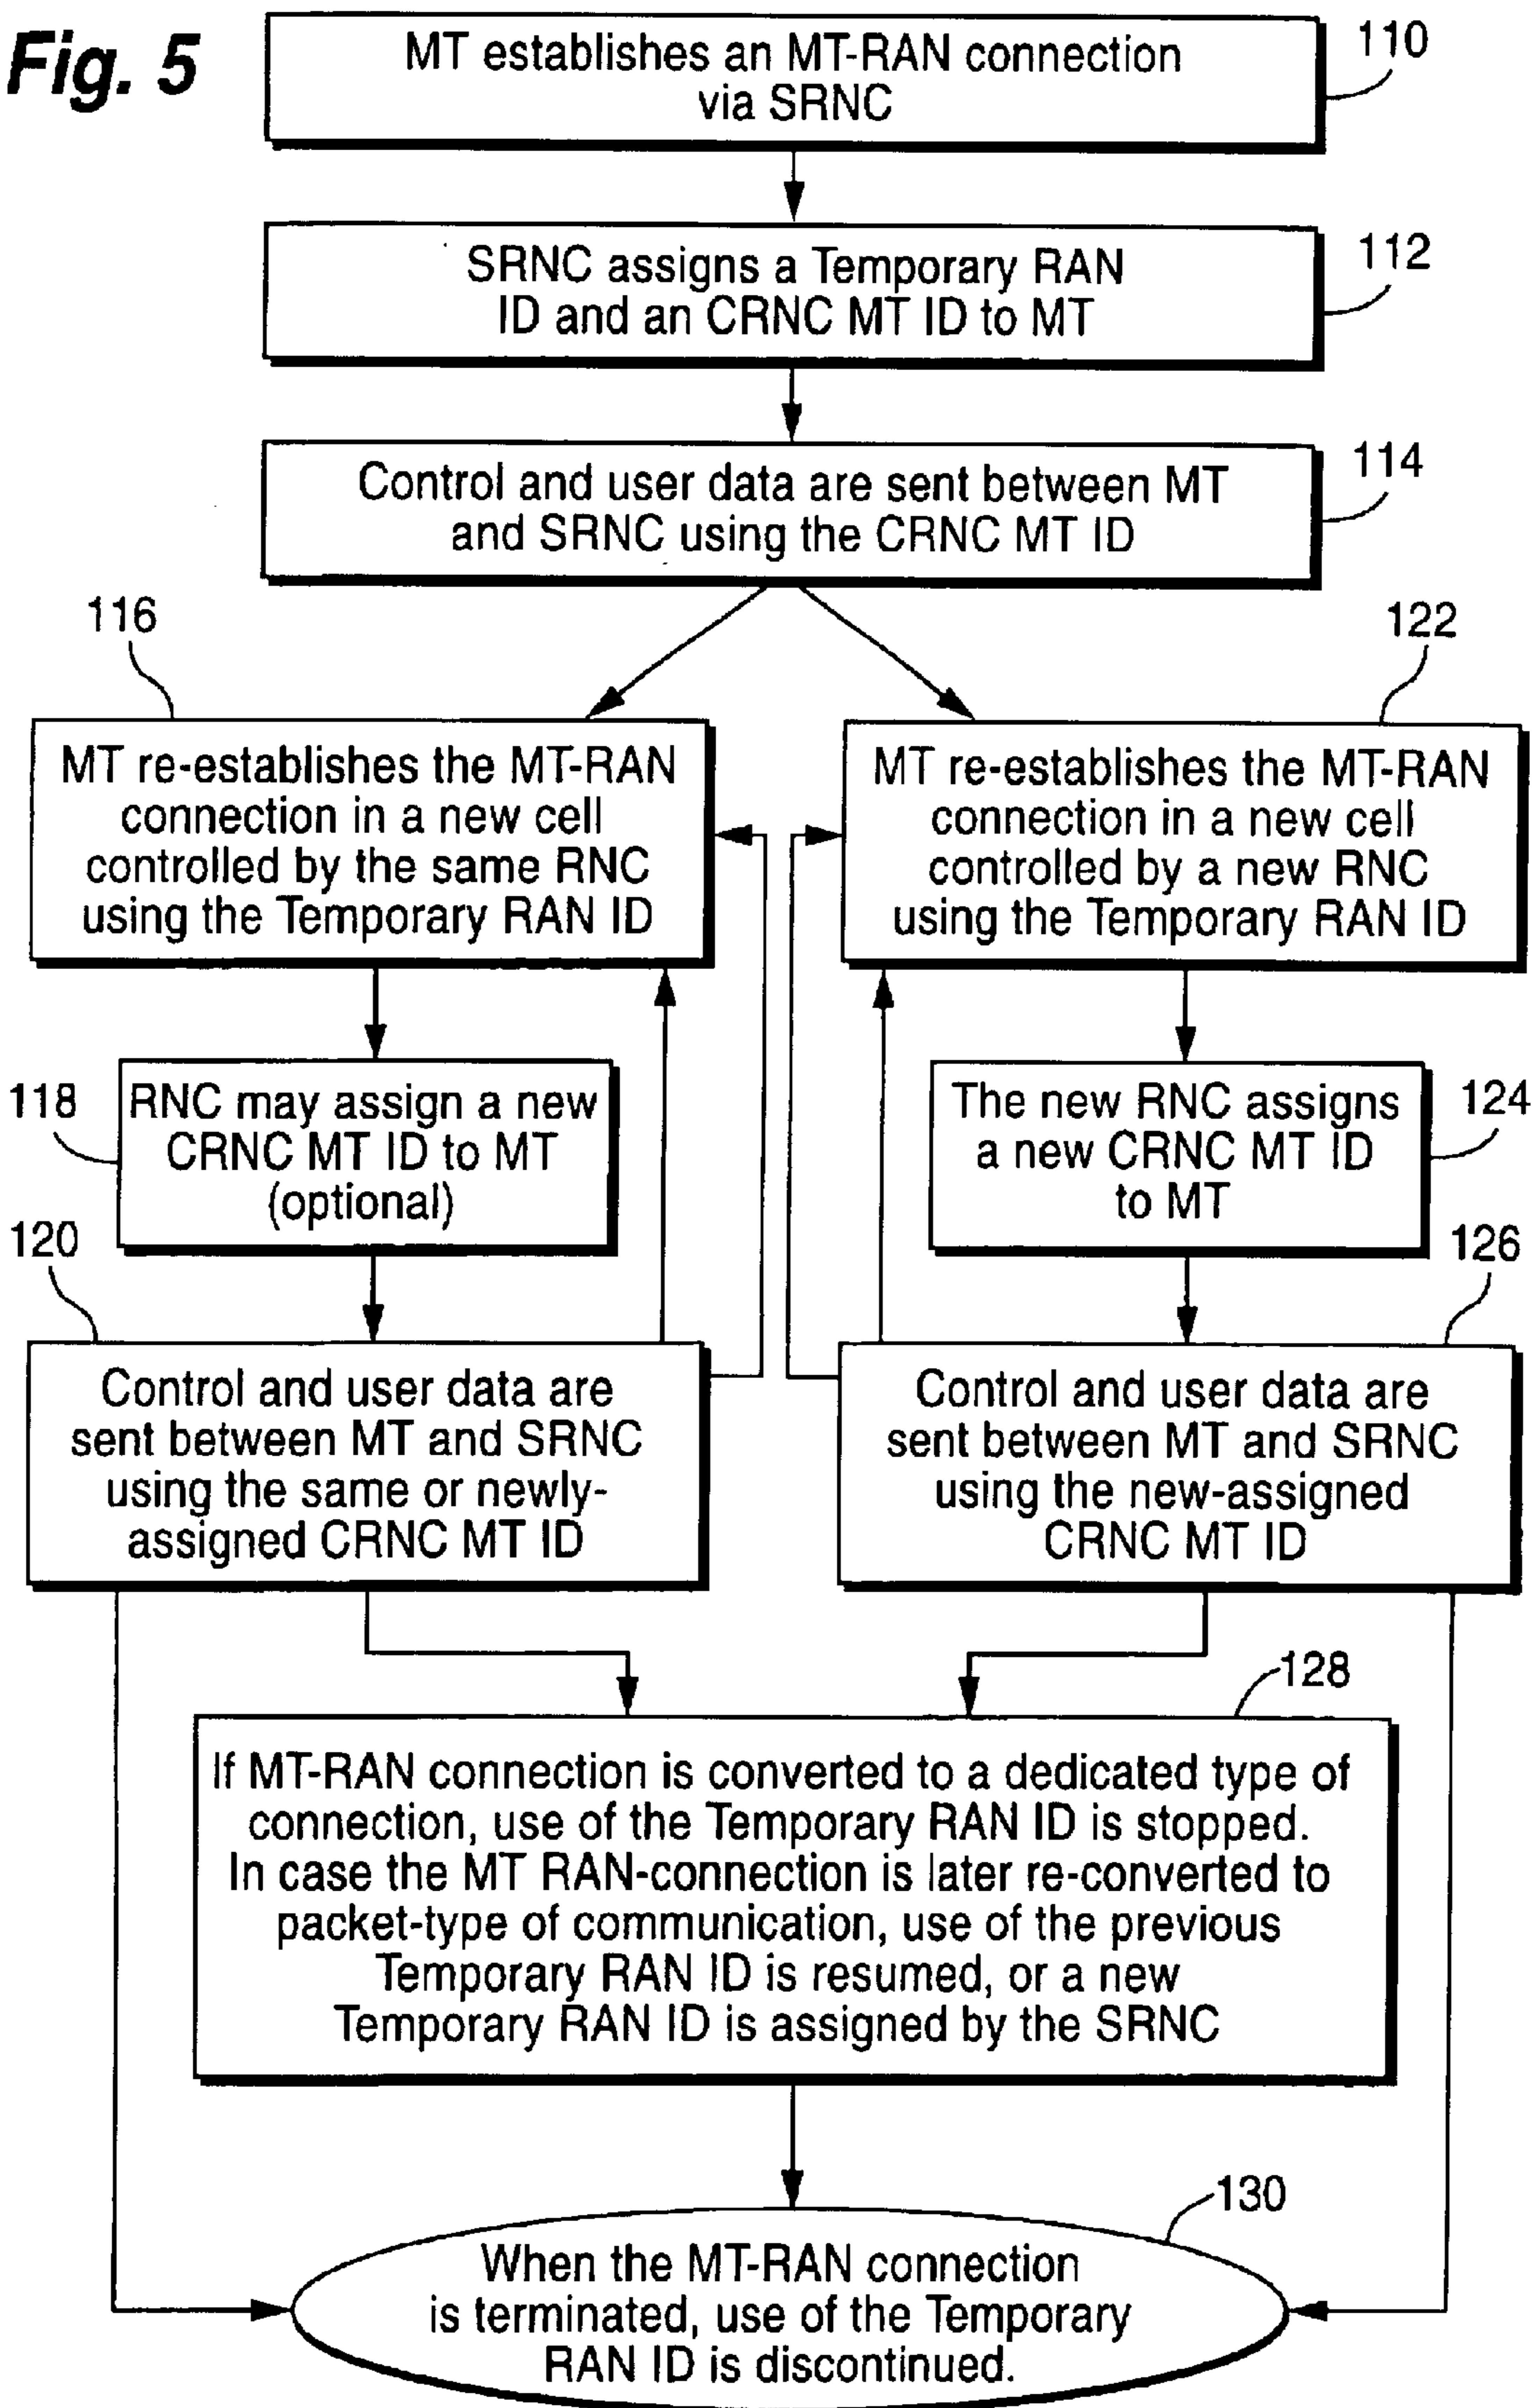 Fig. 5
MT establishes an MT-RAN connection
via SRNC
110
SRNC assigns a Temporary RAN
ID and an CRNC MT ID to MT
112
Control and user data are sent between MT
and SRNC using the CRNC MT ID
114
116
MT re-establishes the MT-RAN
connection in a new cell
controlled by the same RNC
using the Temporary RAN ID
122
MT re-establishes the MT-RAN
connection in a new cell
controlled by a new RNC
using the Temporary RAN ID
118
RNC may assign a new
CRNC MT ID to MT
(optional)
The new RNC assigns
a new CRNC MT ID
to MT
124
120
Control and user data are
sent between MT and SRNC
using the same or newly-
assigned CRNC MT ID
126
Control and user data are
sent between MT and SRNC
using the new-assigned
CRNC MT ID
128
If MT-RAN connection is converted to a dedicated type of
connection, use of the Temporary RAN ID is stopped.
In case the MT RAN-connection is later re-converted to
packet-type of communication, use of the previous
Temporary RAN ID is resumed, or a new
Temporary RAN ID is assigned by the SRNC
130
When the MT-RAN connection
is terminated, use of the Temporary
RAN ID is discontinued.